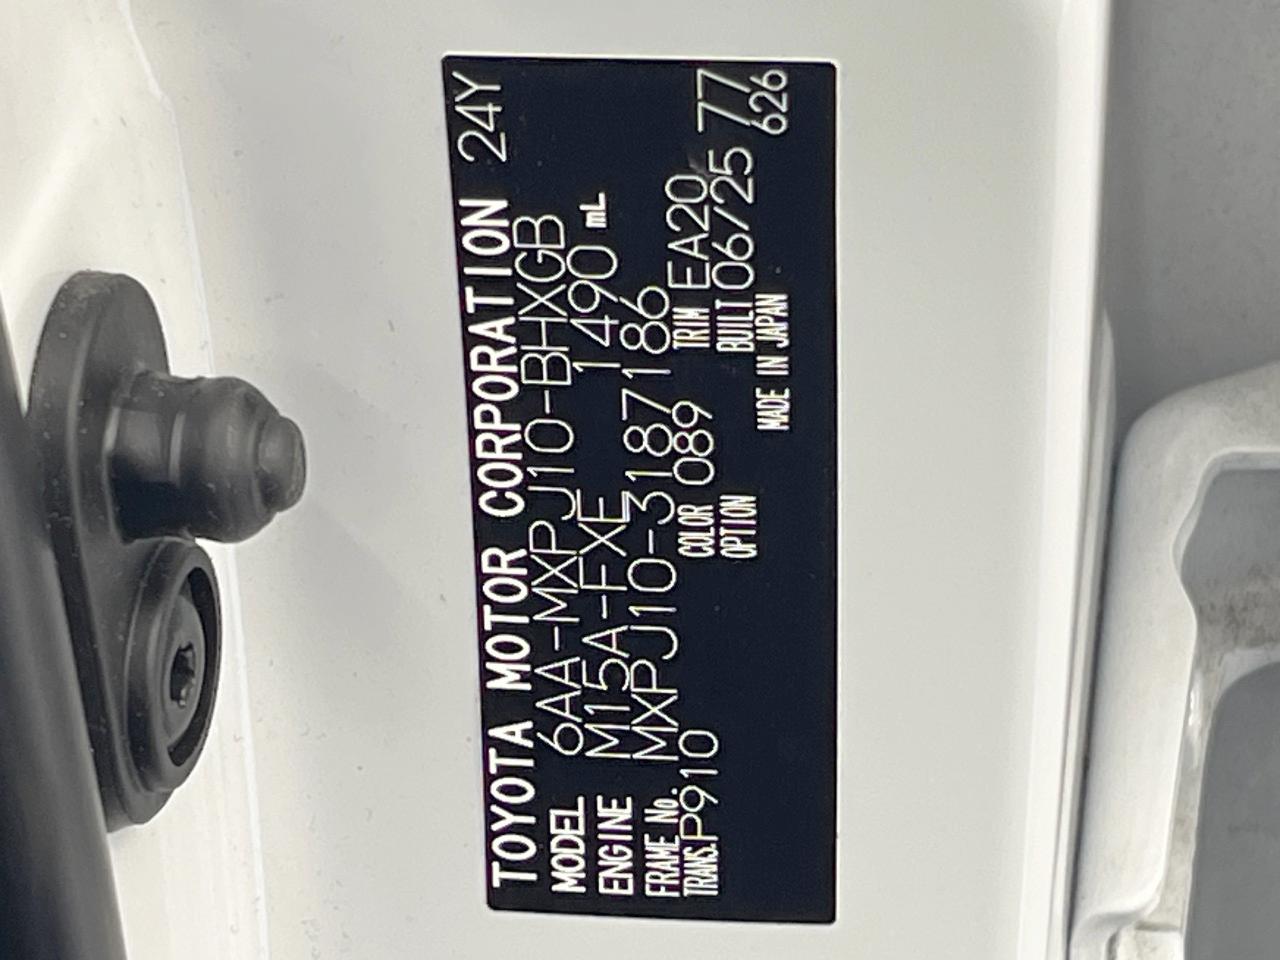 TOYOTA MOTOR CORPORATION 24Y
MODEL 6AA-MXPJ10-BHXGB
ENGINE M15A-FXE 1490 mL
FRAME No. MXPJ10-3187186
TRANS. P910 COLOR 089 TRIM EA20 77
OPTION BUILT 06/25
MADE IN JAPAN 626